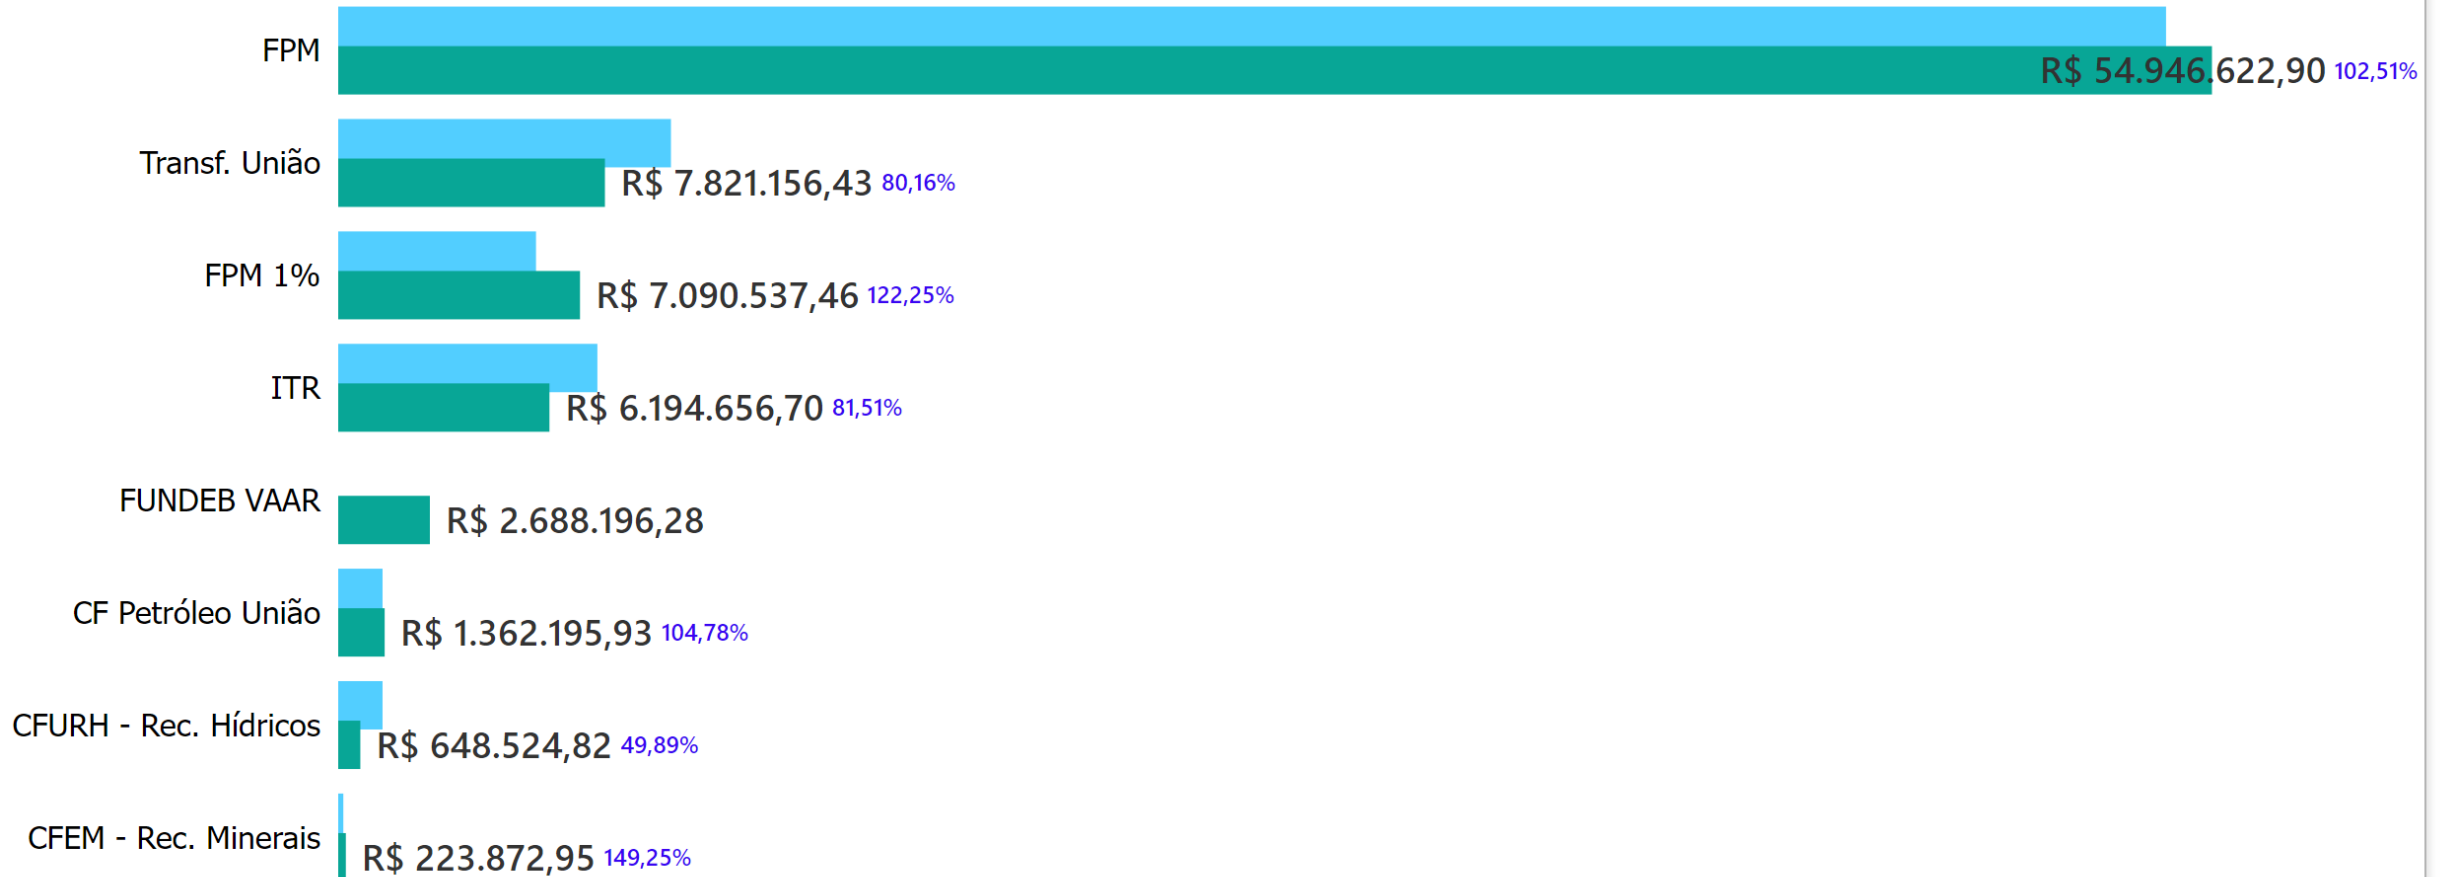 FPM
R$ 54.946.622,90 102,51%
Transf. União
R$ 7.821.156,43 80,16%
FPM 1%
R$ 7.090.537,46 122,25%
ITR
R$ 6.194.656,70 81,51%
FUNDEB VAAR
R$ 2.688.196,28
CF Petróleo União
R$ 1.362.195,93 104,78%
CFURH - Rec. Hídricos
R$ 648.524,82 49,89%
CFEM - Rec. Minerais
R$ 223.872,95 149,25%